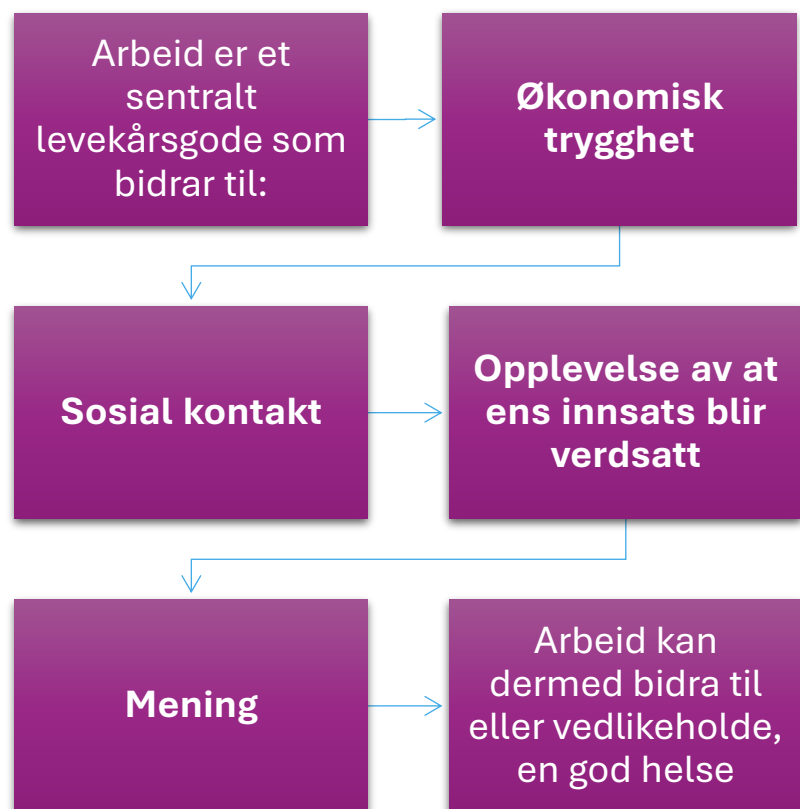 Arbeid er et
sentralt
levekårsgode som
bidrar til:
Økonomisk
trygghet
Sosial kontakt
Opplevelse av at
ens innsats blir
verdsatt
Mening
Arbeid kan
dermed bidra til
eller vedlikeholde,
en god helse